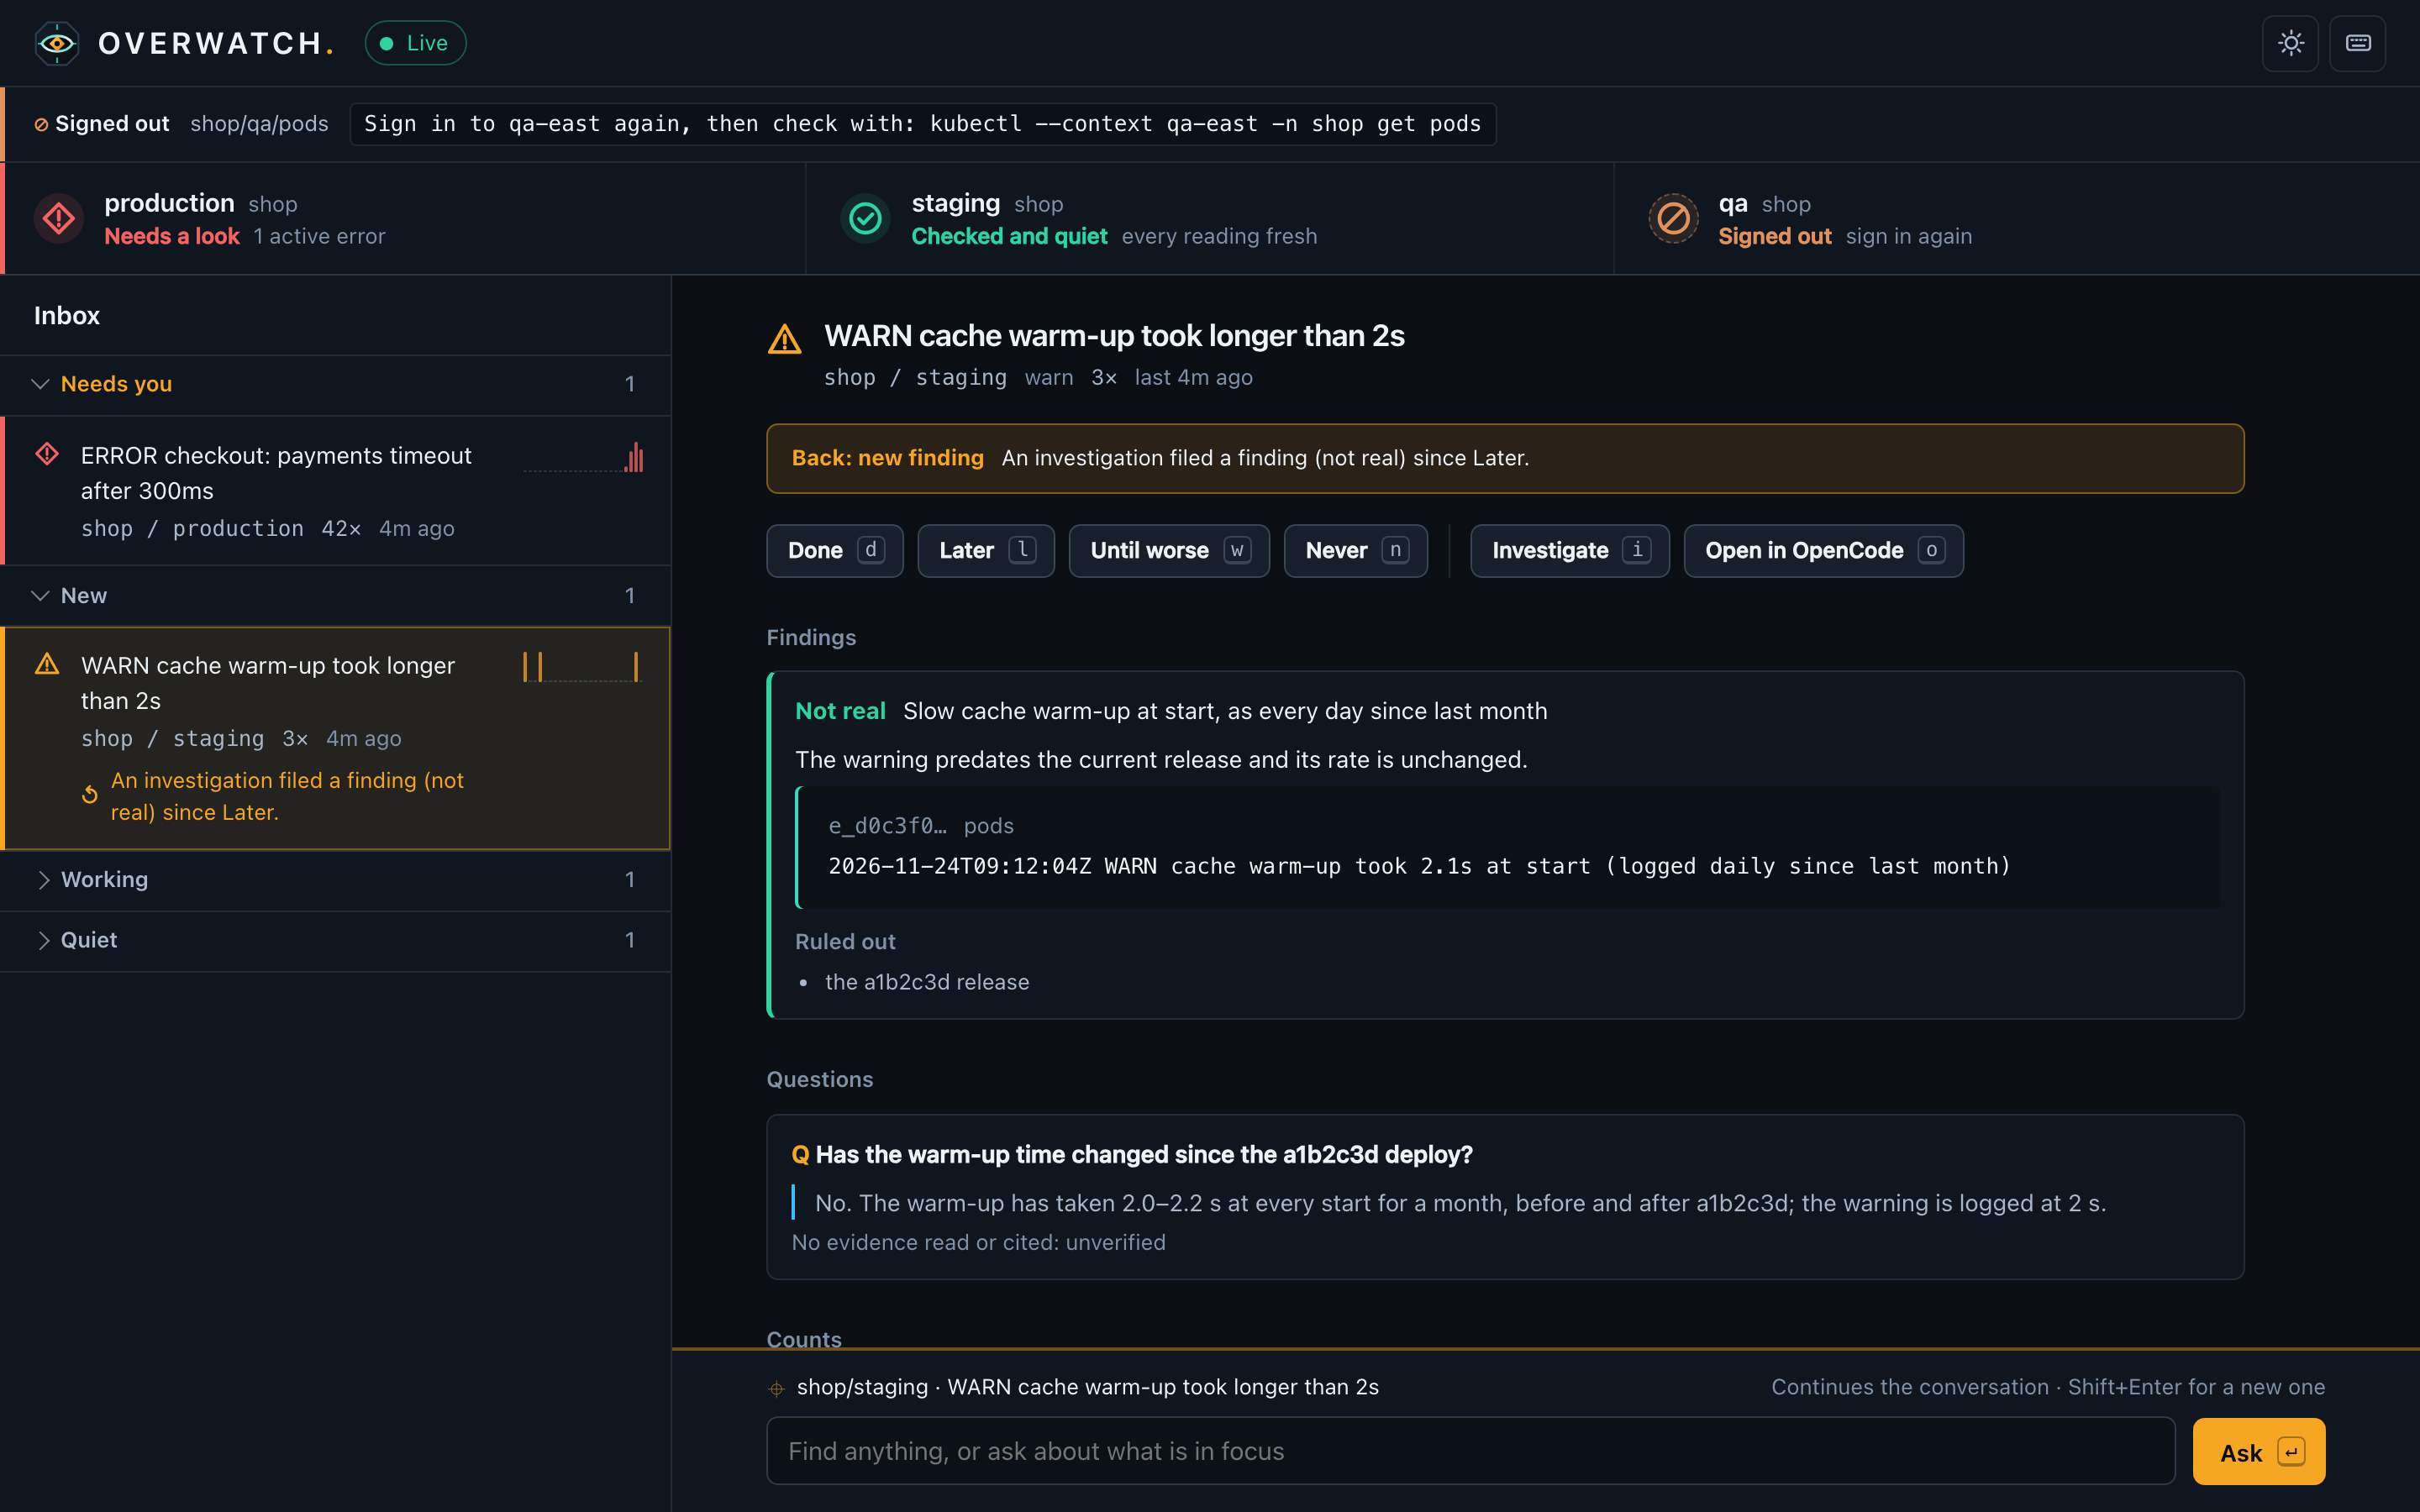 OVERWATCH.
Live
Signed out shop/qa/pods Sign in to qa-east again, then check with: kubectl --context qa-east -n shop get pods
production shop
Needs a look 1 active error
staging shop
Checked and quiet every reading fresh
qa shop
Signed out sign in again
Inbox
Needs you 1
ERROR checkout: payments timeout
after 300ms
shop / production 42× 4m ago
New 1
WARN cache warm-up took longer
than 2s
shop / staging 3× 4m ago
An investigation filed a finding (not
real) since Later.
Working 1
Quiet 1
WARN cache warm-up took longer than 2s
shop / staging warn 3× last 4m ago
Back: new finding An investigation filed a finding (not real) since Later.
Done d Later l Until worse w Never n Investigate i Open in OpenCode o
Findings
Not real Slow cache warm-up at start, as every day since last month
The warning predates the current release and its rate is unchanged.
e_d0c3f0… pods
2026-11-24T09:12:04Z WARN cache warm-up took 2.1s at start (logged daily since last month)
Ruled out
• the a1b2c3d release
Questions
Q Has the warm-up time changed since the a1b2c3d deploy?
No. The warm-up has taken 2.0–2.2 s at every start for a month, before and after a1b2c3d; the warning is logged at 2 s.
No evidence read or cited: unverified
Counts
shop/staging · WARN cache warm-up took longer than 2s
Continues the conversation · Shift+Enter for a new one
Find anything, or ask about what is in focus
Ask ↵